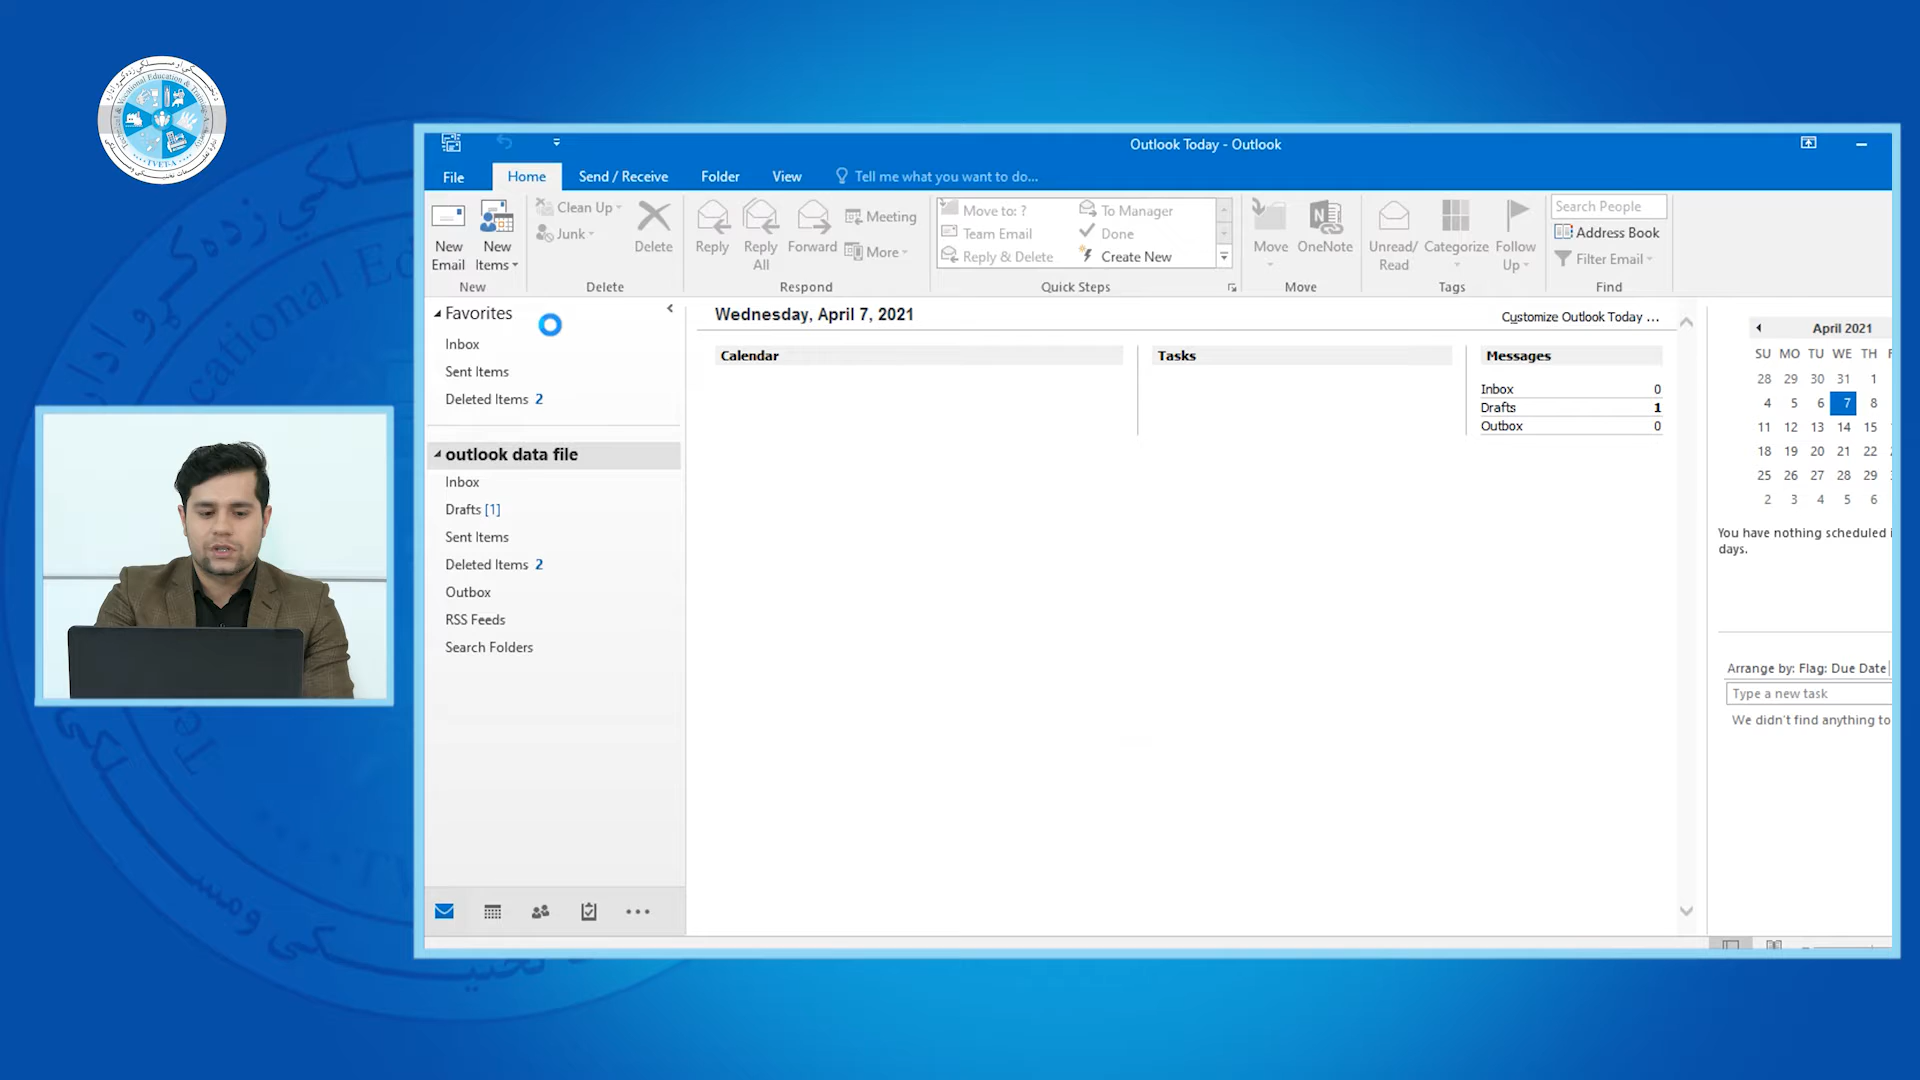 Technical & Vocational Education & Training - A
TVET-A
Outlook Today - Outlook
File
Home
Send / Receive
Folder
View
Tell me what you want to do...
New Email
New Items
New
Clean Up
Junk
Delete
Delete
Reply
Reply All
Forward
Meeting
More
Respond
Move to: ?
Team Email
Reply & Delete
To Manager
Done
Create New
Quick Steps
Move
OneNote
Move
Unread/ Read
Categorize
Follow Up
Tags
Search People
Address Book
Filter Email
Find
Favorites
Inbox
Sent Items
Deleted Items 2
outlook data file
Inbox
Drafts [1]
Sent Items
Deleted Items 2
Outbox
RSS Feeds
Search Folders
Wednesday, April 7, 2021
Customize Outlook Today ...
Calendar
Tasks
Messages
Inbox 0
Drafts 1
Outbox 0
April 2021
SU MO TU WE TH
28 29 30 31 1
4 5 6 7 8
11 12 13 14 15
18 19 20 21 22
25 26 27 28 29
2 3 4 5 6
You have nothing scheduled i
days.
Arrange by: Flag: Due Date
Type a new task
We didn't find anything to